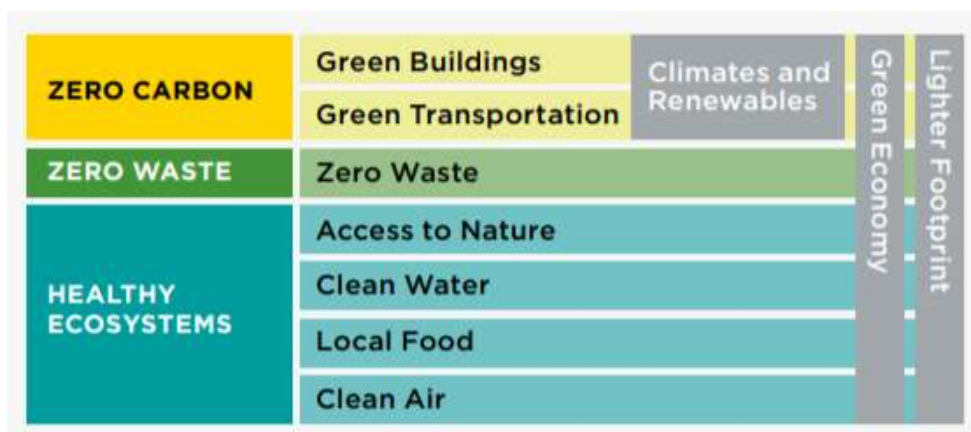 ZERO CARBON
Green Buildings
Green Transportation
Climates and
Renewables
ZERO WASTE
Zero Waste
HEALTHY
ECOSYSTEMS
Access to Nature
Clean Water
Local Food
Clean Air
Green Economy
Lighter Footprint